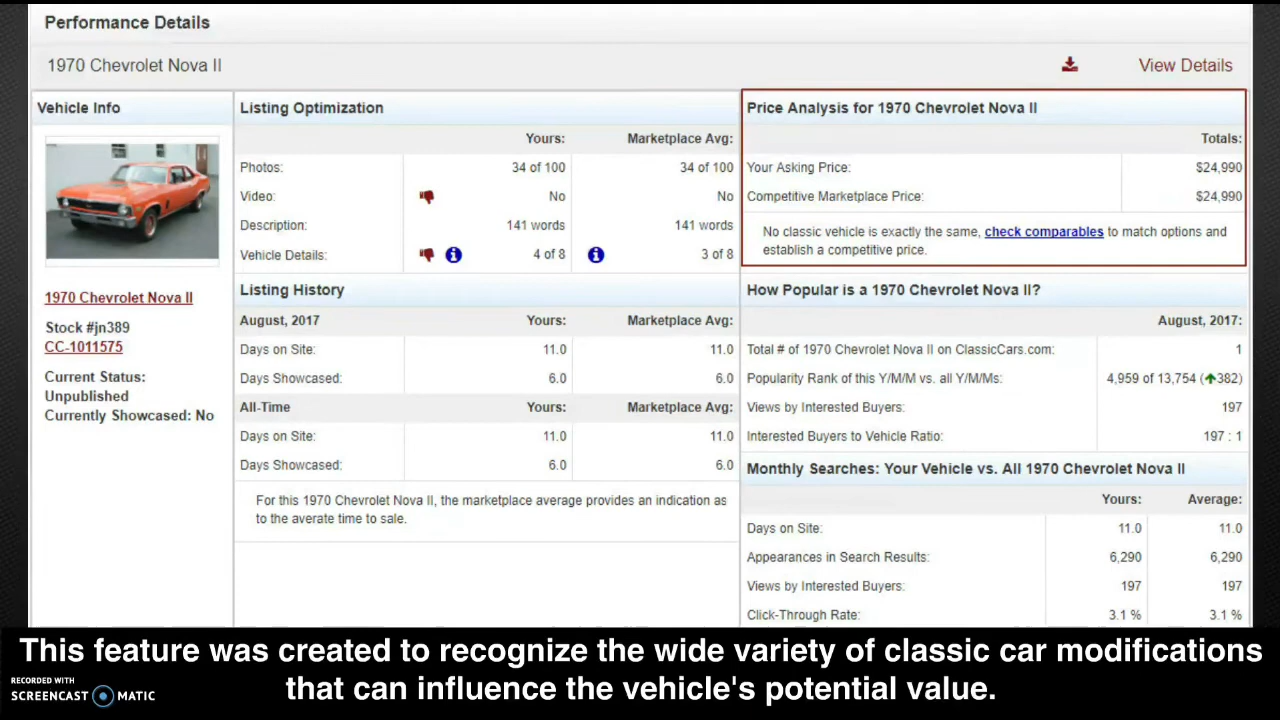 Performance Details
1970 Chevrolet Nova II
View Details
Vehicle Info
1970 Chevrolet Nova II
Stock #jn389
CC-1011575
Current Status:
Unpublished
Currently Showcased: No
Listing Optimization
Yours: Marketplace Avg:
Photos: 34 of 100 34 of 100
Video: No No
Description: 141 words 141 words
Vehicle Details: 4 of 8 3 of 8
Listing History
August, 2017 Yours: Marketplace Avg:
Days on Site: 11.0 11.0
Days Showcased: 6.0 6.0
All-Time Yours: Marketplace Avg:
Days on Site: 11.0 11.0
Days Showcased: 6.0 6.0
For this 1970 Chevrolet Nova II, the marketplace average provides an indication as
to the averate time to sale.
Price Analysis for 1970 Chevrolet Nova II
Totals:
Your Asking Price: $24,990
Competitive Marketplace Price: $24,990
No classic vehicle is exactly the same, check comparables to match options and
establish a competitive price.
How Popular is a 1970 Chevrolet Nova II?
August, 2017:
Total # of 1970 Chevrolet Nova II on ClassicCars.com: 1
Popularity Rank of this Y/M/M vs. all Y/M/Ms: 4,959 of 13,754 (↑382)
Views by Interested Buyers: 197
Interested Buyers to Vehicle Ratio: 197 : 1
Monthly Searches: Your Vehicle vs. All 1970 Chevrolet Nova II
Yours: Average:
Days on Site: 11.0 11.0
Appearances in Search Results: 6,290 6,290
Views by Interested Buyers: 197 197
Click-Through Rate: 3.1 % 3.1 %
This feature was created to recognize the wide variety of classic car modifications
that can influence the vehicle's potential value.
RECORDED WITH
SCREENCAST MATIC